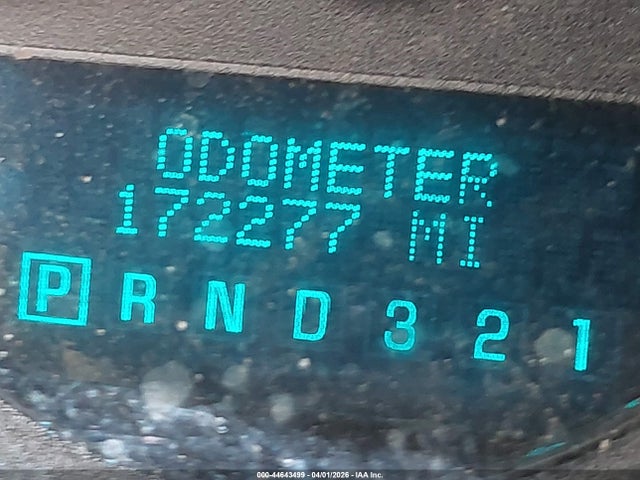 ODOMETER
172277 MI
P R N D 3 2 1
000-44643499 - 04/01/2026 - IAA Inc.